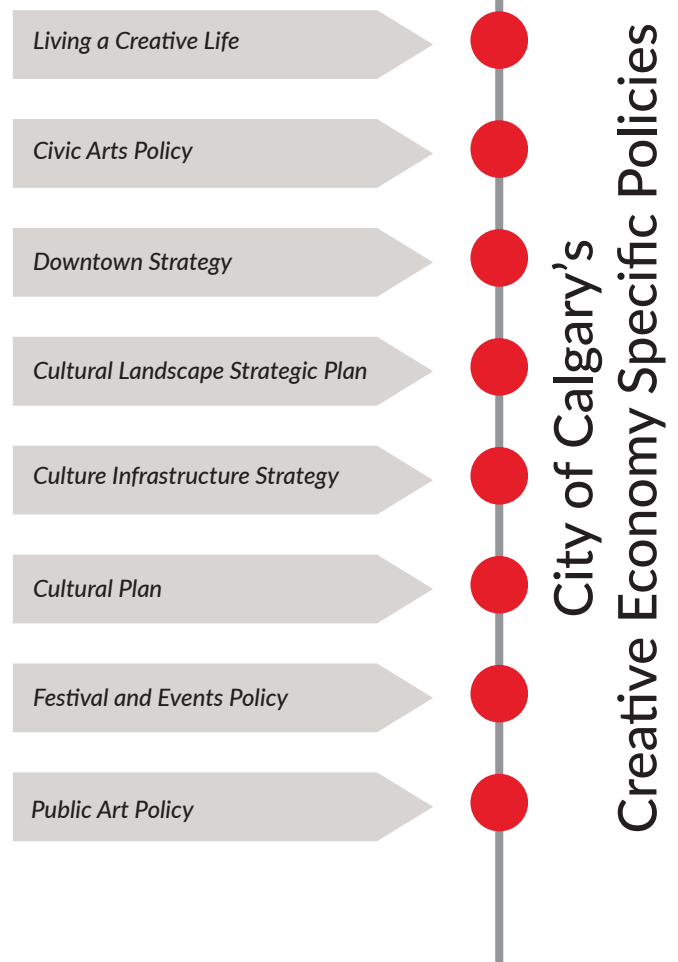 Living a Creative Life
Civic Arts Policy
Downtown Strategy
Cultural Landscape Strategic Plan
Culture Infrastructure Strategy
Cultural Plan
Festival and Events Policy
Public Art Policy
City of Calgary’s
Creative Economy Specific Policies